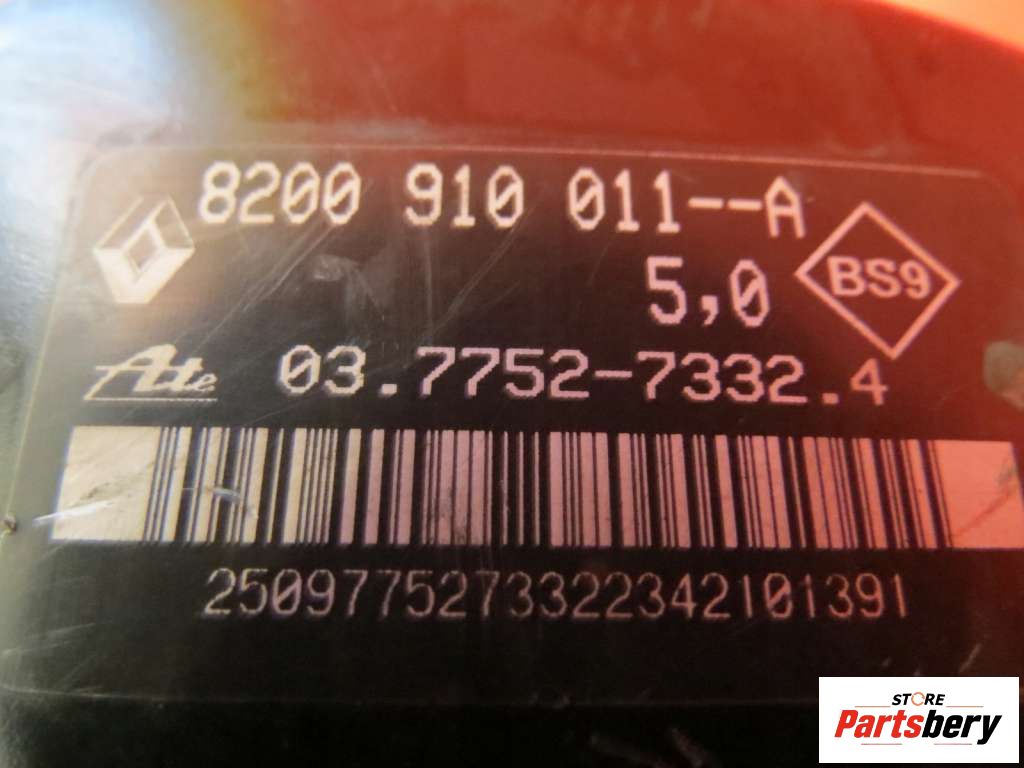 8200 910 011--A
5,0
BS9
Ate
03.7752-7332.4
2509775273322342101391
STORE
Partsbery